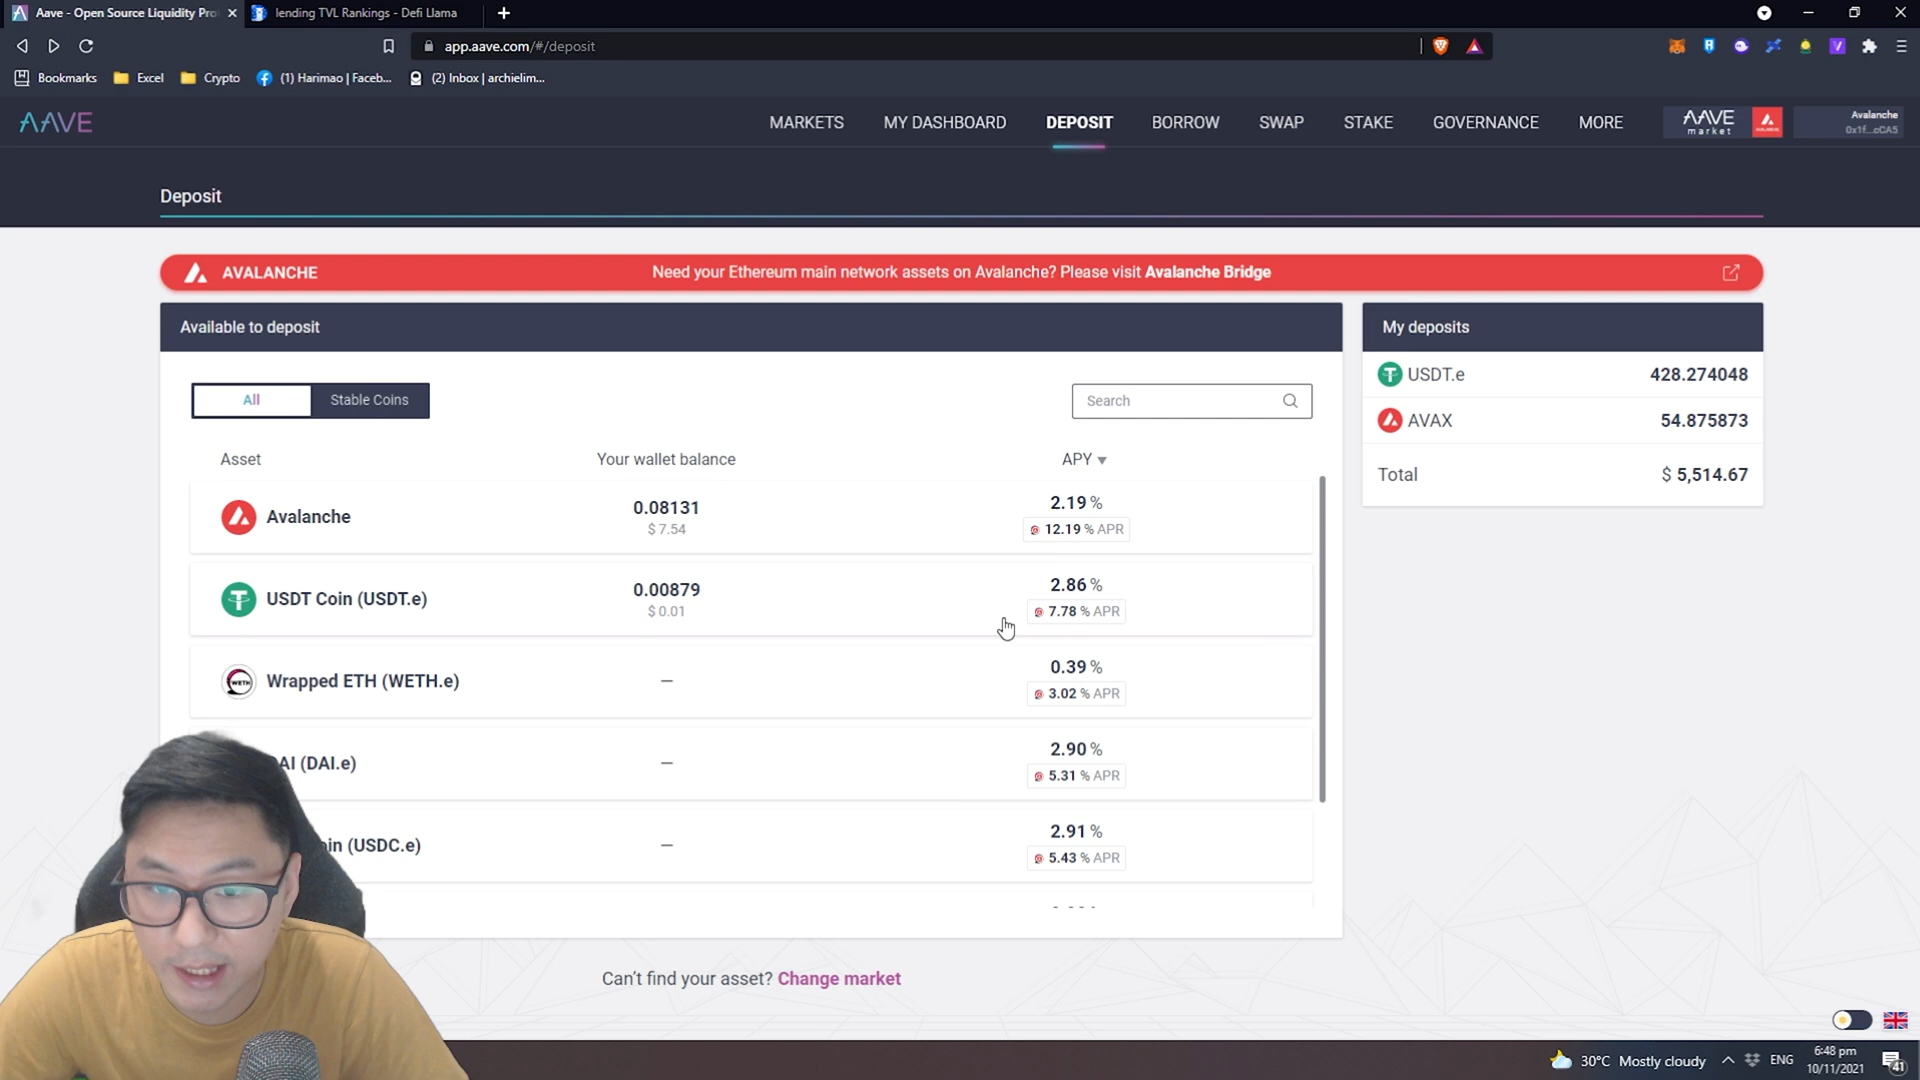 Aave - Open Source Liquidity Pro
lending TVL Rankings - Defi Llama
app.aave.com/#/deposit
Bookmarks
Excel
Crypto
(1) Harimao | Faceb...
(2) Inbox | archielim...
AAVE
MARKETS
MY DASHBOARD
DEPOSIT
BORROW
SWAP
STAKE
GOVERNANCE
MORE
AAVE
market
Avalanche
0x1f...cCA5
Deposit
AVALANCHE
Need your Ethereum main network assets on Avalanche? Please visit Avalanche Bridge
Available to deposit
All
Stable Coins
Search
Asset
Your wallet balance
APY
Avalanche
0.08131
$ 7.54
2.19 %
12.19 % APR
USDT Coin (USDT.e)
0.00879
$ 0.01
2.86 %
7.78 % APR
WETH
Wrapped ETH (WETH.e)
—
0.39 %
3.02 % APR
AI (DAI.e)
—
2.90 %
5.31 % APR
oin (USDC.e)
—
2.91 %
5.43 % APR
My deposits
USDT.e
428.274048
AVAX
54.875873
Total
$ 5,514.67
Can't find your asset? Change market
30°C Mostly cloudy
ENG
6:48 pm
10/11/2021
41